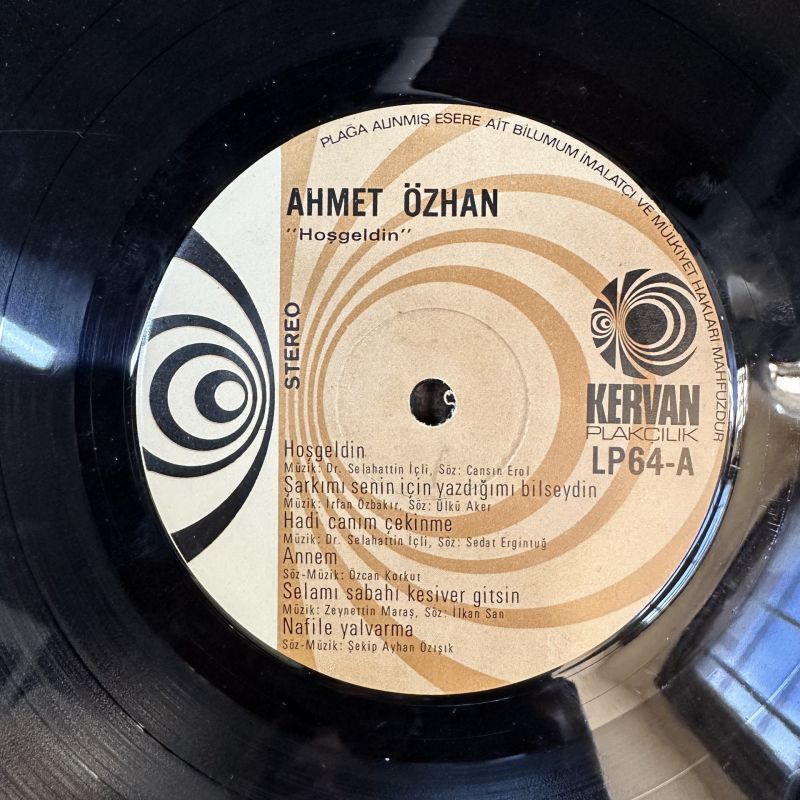 PLAĞA ALINMIŞ ESERE AİT BİLUMUM İMALATÇI VE MÜLKİYET HAKLARI MAHFUZDUR
AHMET ÖZHAN
"Hoşgeldin"
STEREO
KERVAN
PLAKCILIK
LP64-A
Hoşgeldin
Müzik: Dr. Selahattin İçli, Söz: Cansın Erol
Şarkımı senin için yazdığımı bilseydin
Müzik: İrfan Özbakır, Söz: Ülkü Aker
Hadi canım çekinme
Müzik: Dr. Selahattin İçli, Söz: Sedat Ergintuğ
Annem
Söz-Müzik: Özcan Korkut
Selamı sabahı kesiver gitsin
Müzik: Zeynettin Maraş, Söz: İlkan San
Nafile yalvarma
Söz-Müzik: Şekip Ayhan Özışık